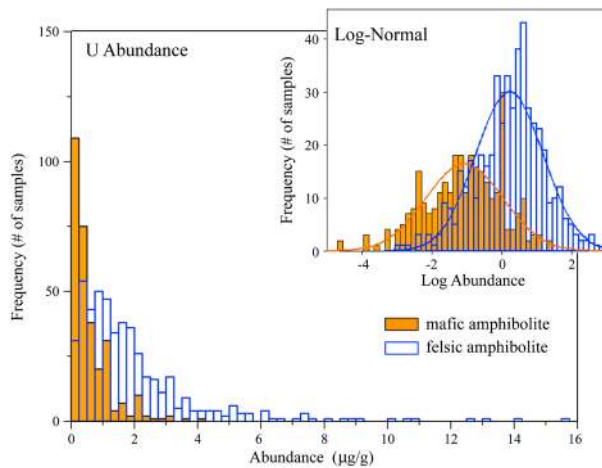 U Abundance
Log-Normal
Frequency (# of samples)
150
100
50
0
0 2 4 6 8 10 12 14 16
Abundance (µg/g)
Frequency (# of samples)
40
30
20
10
0
-4 -2 0 2
Log Abundance
mafic amphibolite
felsic amphibolite